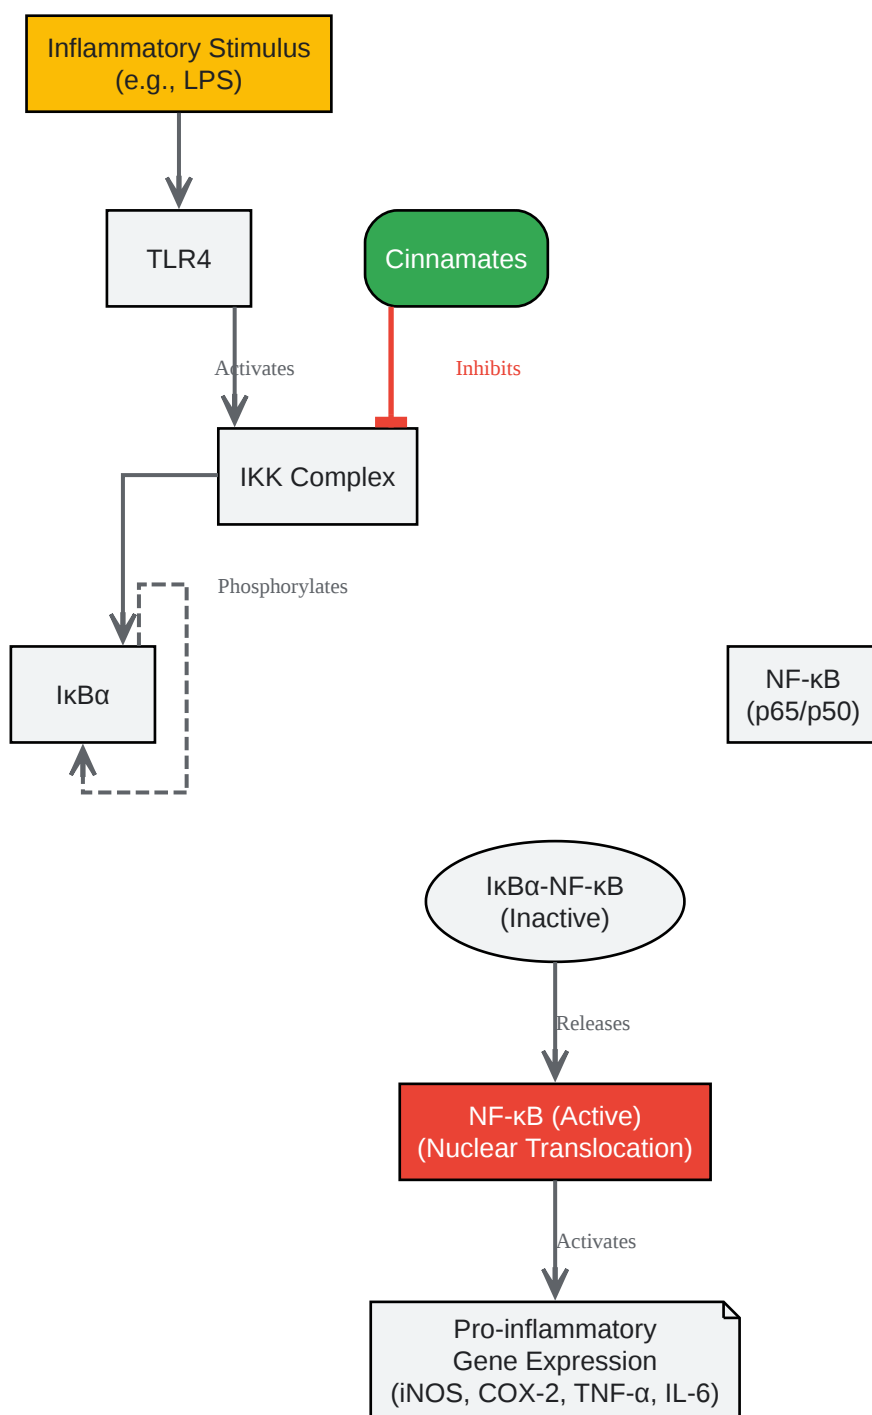 Inflammatory Stimulus
(e.g., LPS)
TLR4
Cinnamates
Activates
Inhibits
IKK Complex
Phosphorylates
IκBα
NF-κB
(p65/p50)
IκBα-NF-κB
(Inactive)
Releases
NF-κB (Active)
(Nuclear Translocation)
Activates
Pro-inflammatory
Gene Expression
(iNOS, COX-2, TNF-α, IL-6)